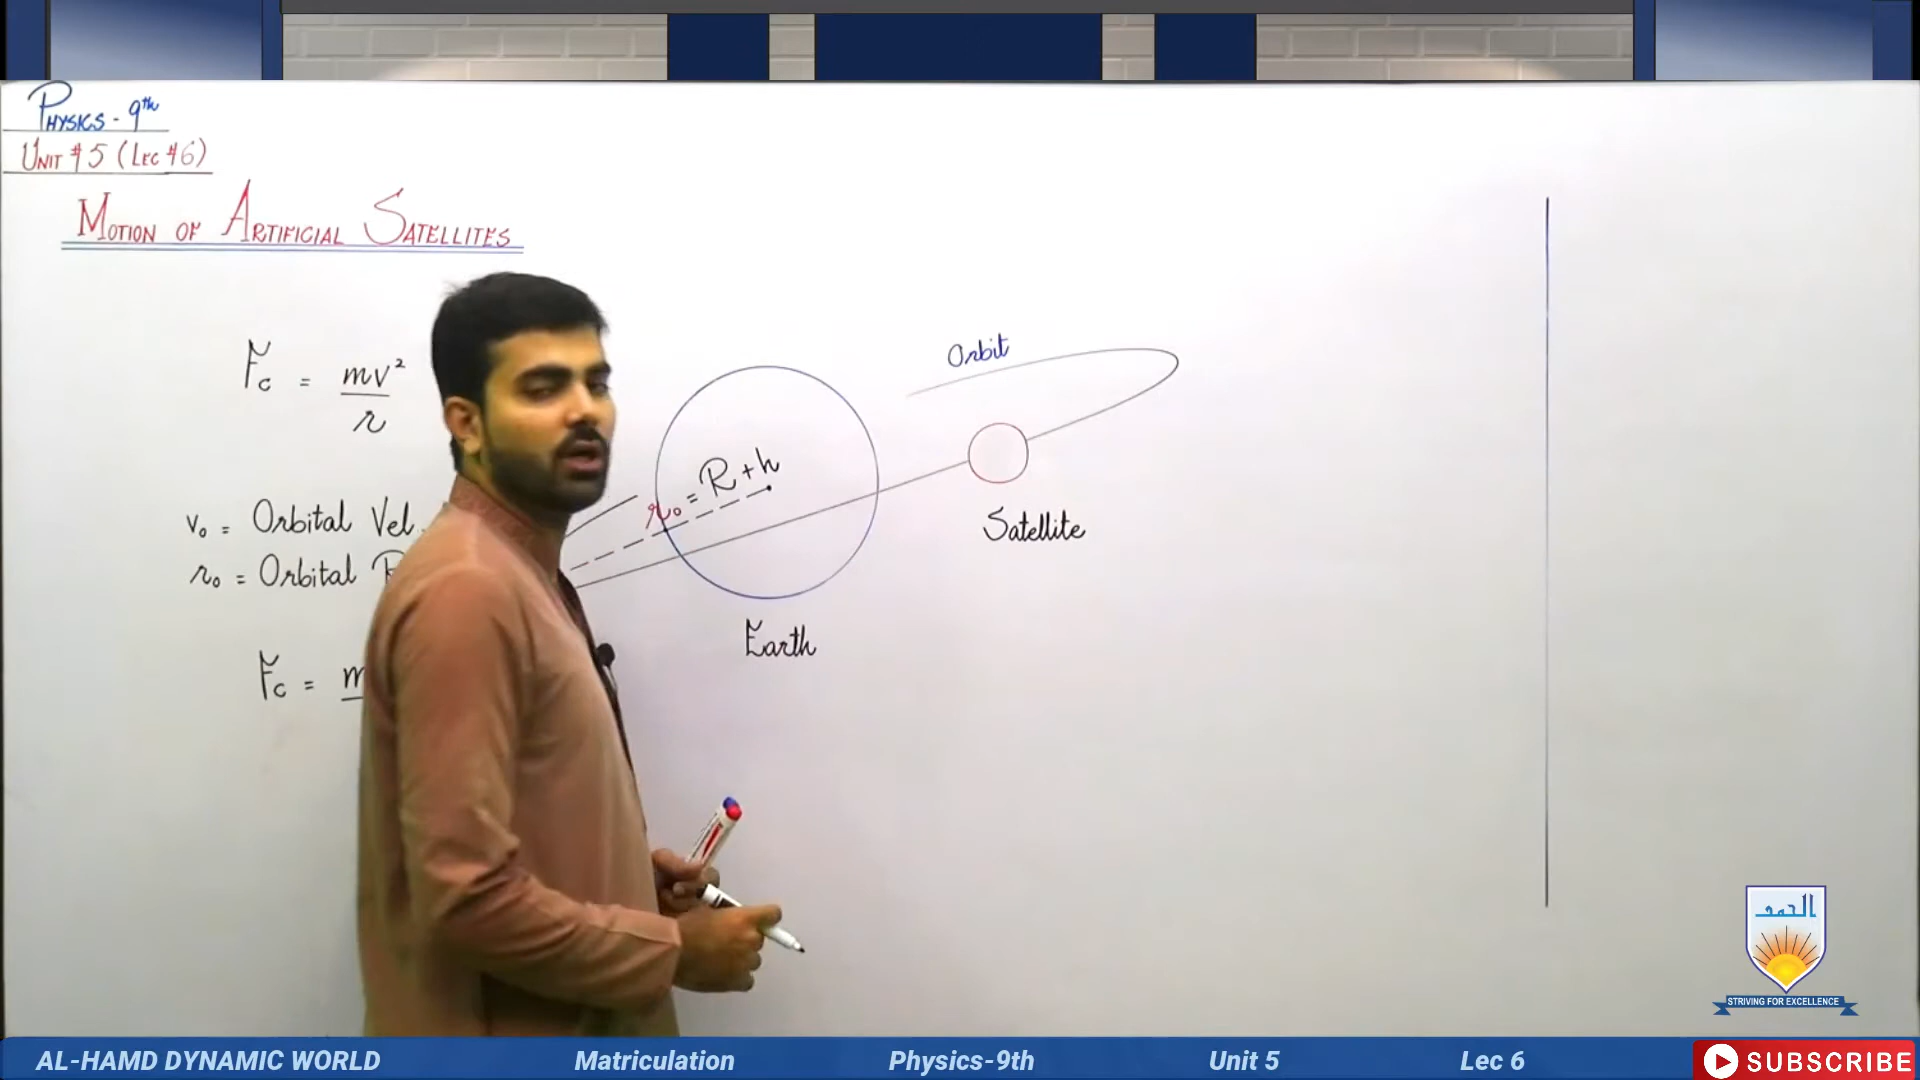 PHYSICS - 9th
UNIT # 5 (LEC #6)
MOTION OF ARTIFICIAL SATELLITES
Fc = mv²
r
v₀ = Orbital Vel.
r₀ = Orbital
Fc = m
Orbit
r₀ = R + h
Satellite
Earth
الحمد
STRIVING FOR EXCELLENCE
AL-HAMD DYNAMIC WORLD Matriculation Physics-9th Unit 5 Lec 6 SUBSCRIBE